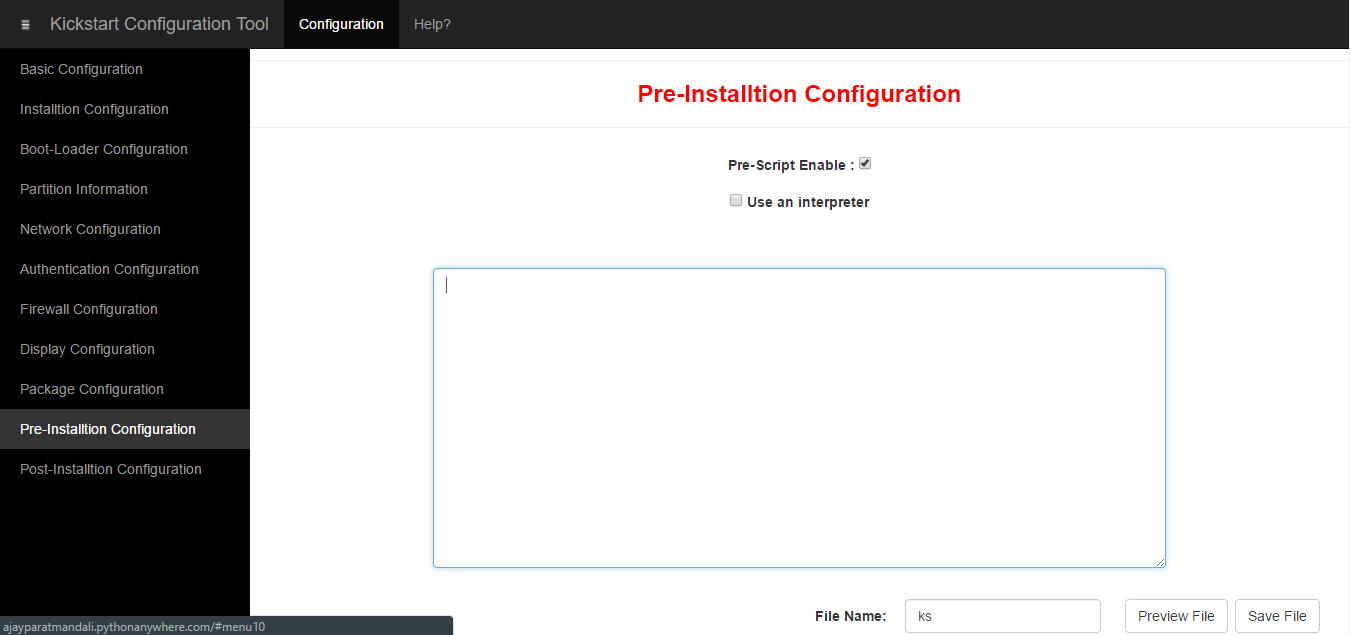 Kickstart Configuration Tool Configuration Help?
Basic Configuration
Installtion Configuration
Boot-Loader Configuration
Partition Information
Network Configuration
Authentication Configuration
Firewall Configuration
Display Configuration
Package Configuration
Pre-Installtion Configuration
Post-Installtion Configuration
Pre-Installtion Configuration
Pre-Script Enable :
Use an interpreter
File Name: ks Preview File Save File
ajayparatmandali.pythonanywhere.com/#menu10